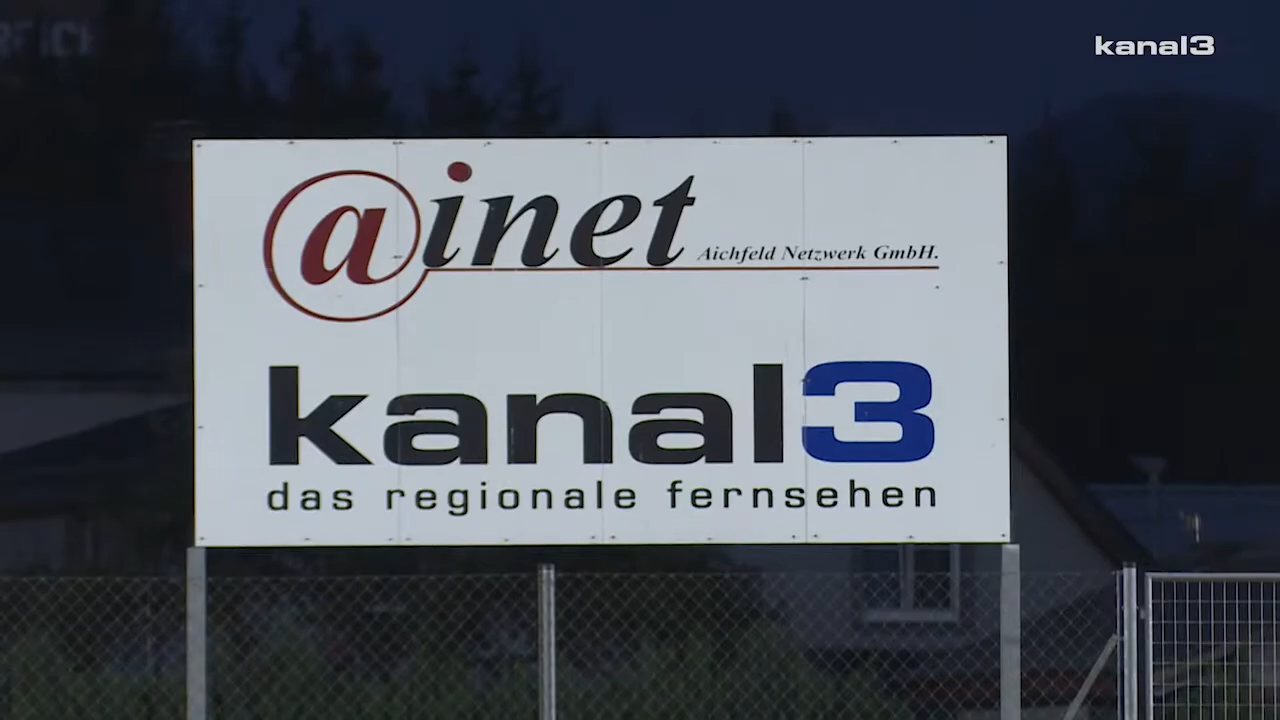 kanal3
@inet Aichfeld Netzwerk GmbH.
kanal3
das regionale fernsehen